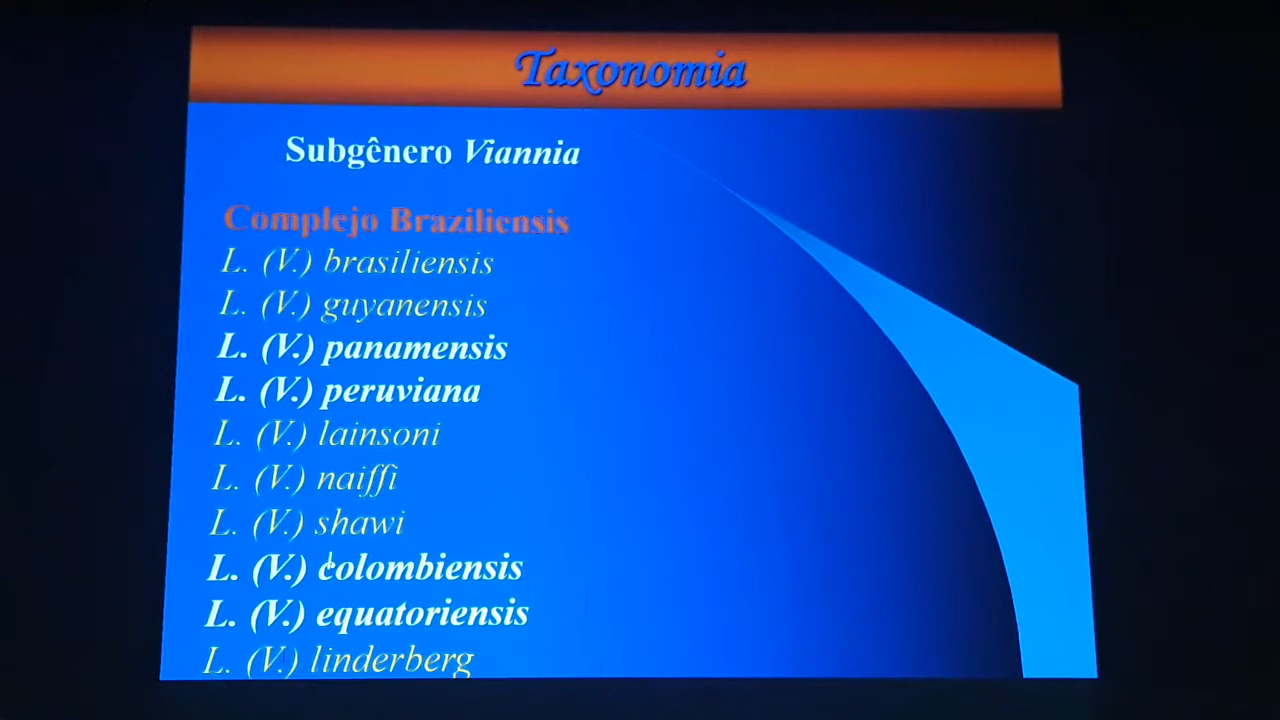 Taxonomia
Subgênero Viannia
Complejo Braziliensis
L. (V.) brasiliensis
L. (V.) guyanensis
L. (V.) panamensis
L. (V.) peruviana
L. (V.) lainsoni
L. (V.) naiffi
L. (V.) shawi
L. (V.) colombiensis
L. (V.) equatoriensis
L. (V.) linderberg